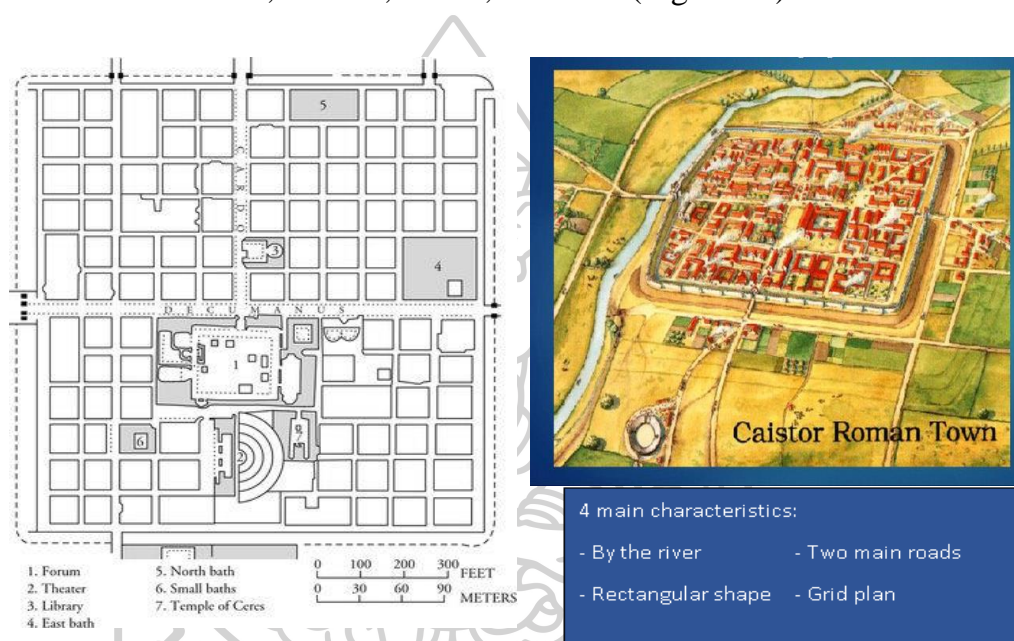 5
C A R D O
3
4
D E C U M A N U S
1
6
2
8
1. Forum
2. Theater
3. Library
4. East bath
5. North bath
6. Small baths
7. Temple of Ceres
0 100 200 300 FEET
0 30 60 90 METERS
Caistor Roman Town
4 main characteristics:
- By the river - Two main roads
- Rectangular shape - Grid plan